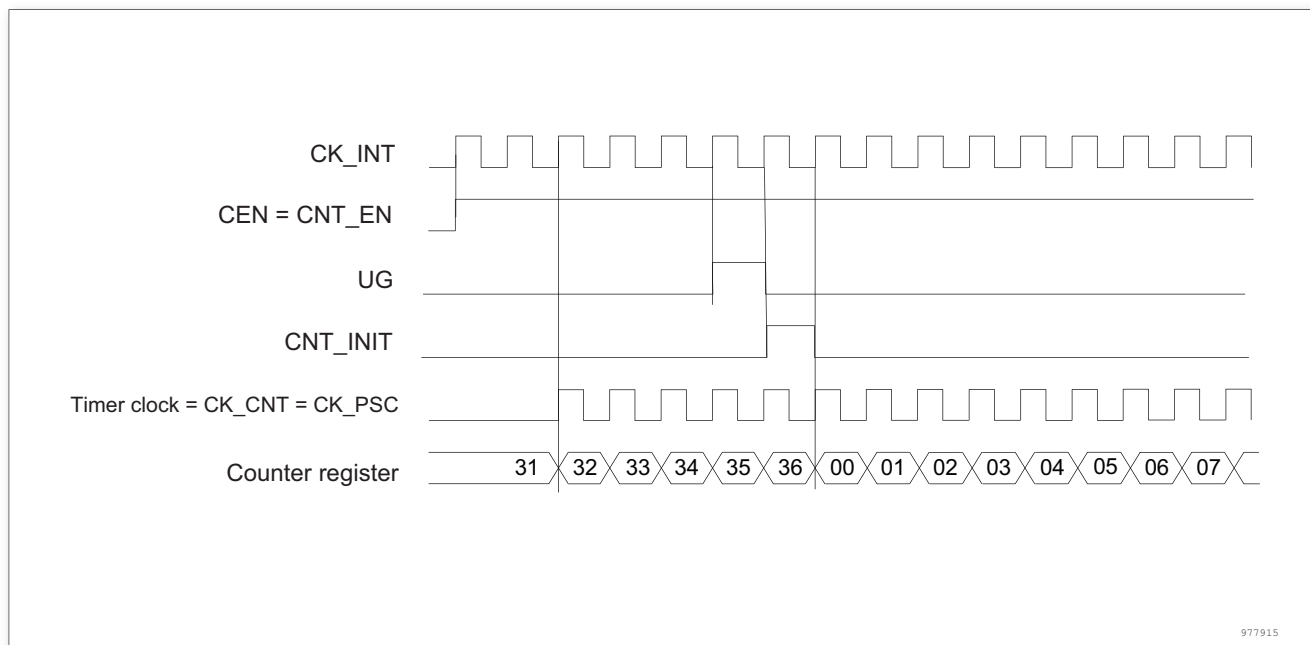 CK_INT
CEN = CNT_EN
UG
CNT_INIT
Timer clock = CK_CNT = CK_PSC
Counter register 31 32 33 34 35 36 00 01 02 03 04 05 06 07
977915